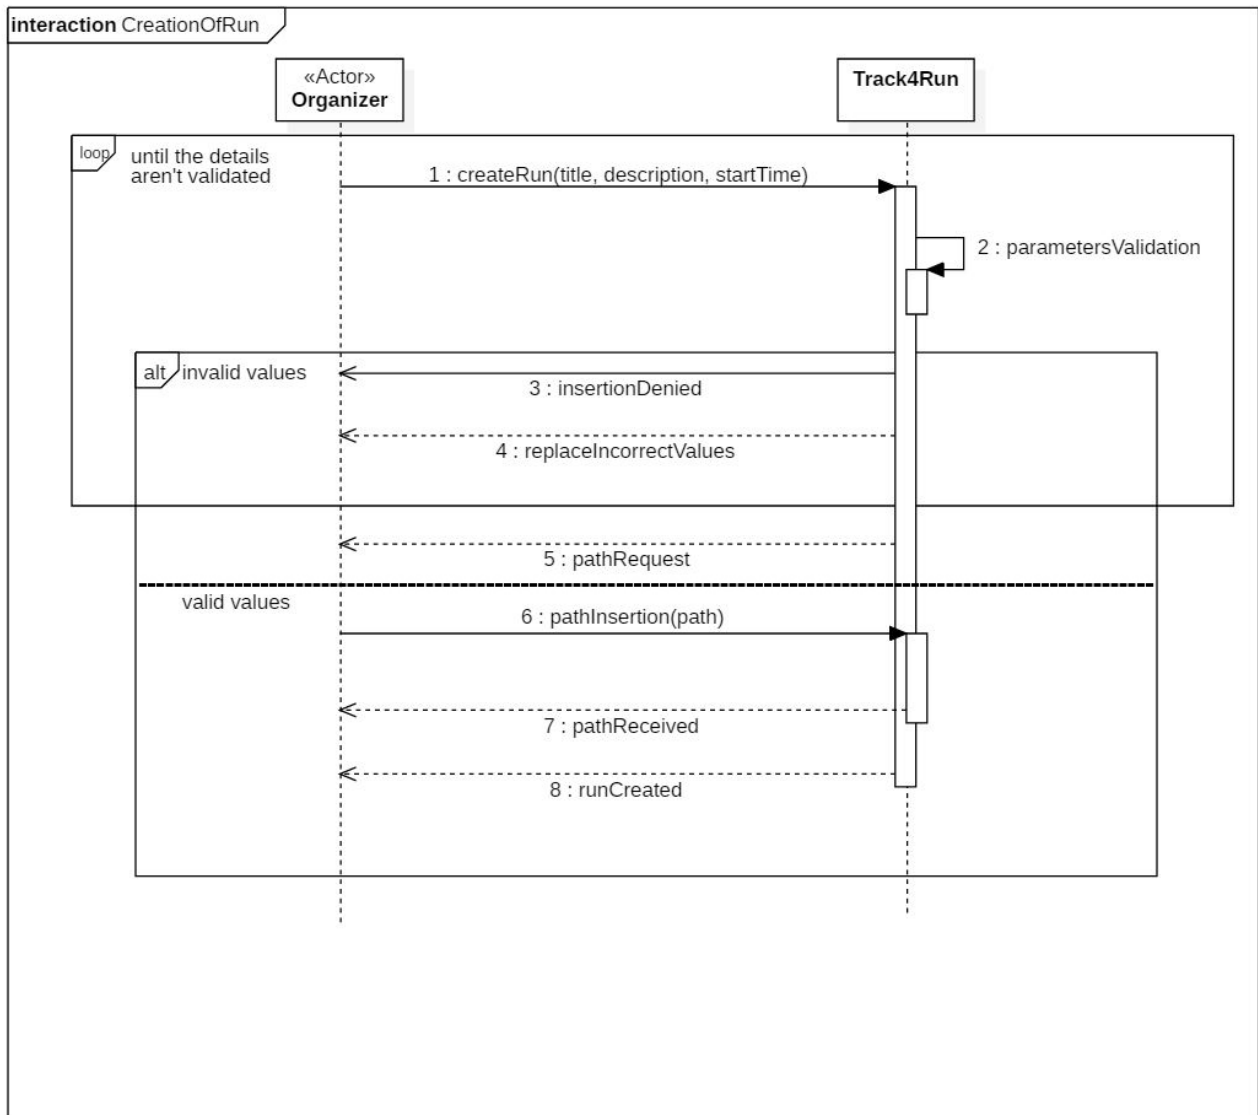 interaction CreationOfRun
«Actor»
Organizer
Track4Run
loop
until the details
aren't validated
1 : createRun(title, description, startTime)
2 : parametersValidation
alt
invalid values
3 : insertionDenied
4 : replaceIncorrectValues
5 : pathRequest
valid values
6 : pathInsertion(path)
7 : pathReceived
8 : runCreated